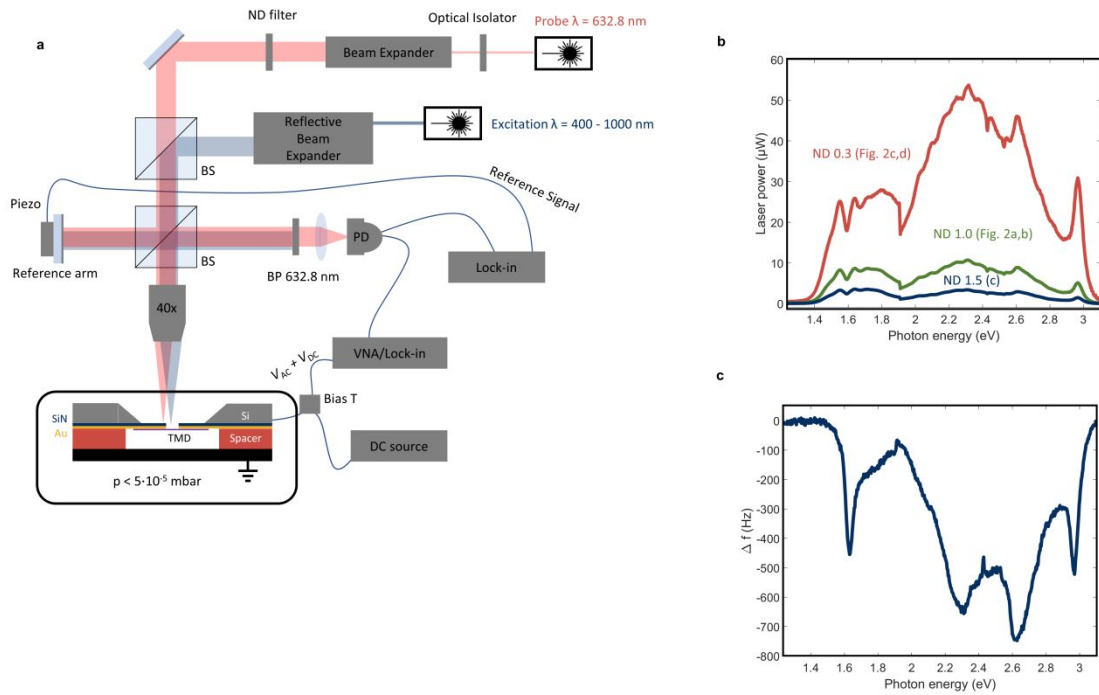 a
ND filter
Optical Isolator
Probe λ = 632.8 nm
Beam Expander
Reflective
Beam
Expander
Excitation λ = 400 - 1000 nm
BS
Reference Signal
Piezo
PD
Reference arm
BS
BP 632.8 nm
Lock-in
40x
VNA/Lock-in
V_AC + V_DC
Bias T
SiN
Si
Au
TMD
Spacer
DC source
p < 5·10⁻⁵ mbar
b
60
50
40
30
20
10
0
Laser power (µW)
ND 0.3 (Fig. 2c,d)
ND 1.0 (Fig. 2a,b)
ND 1.5 (c)
1.4 1.6 1.8 2 2.2 2.4 2.6 2.8 3
Photon energy (eV)
c
0
-100
-200
-300
-400
-500
-600
-700
-800
Δ f (Hz)
1.4 1.6 1.8 2 2.2 2.4 2.6 2.8 3
Photon energy (eV)